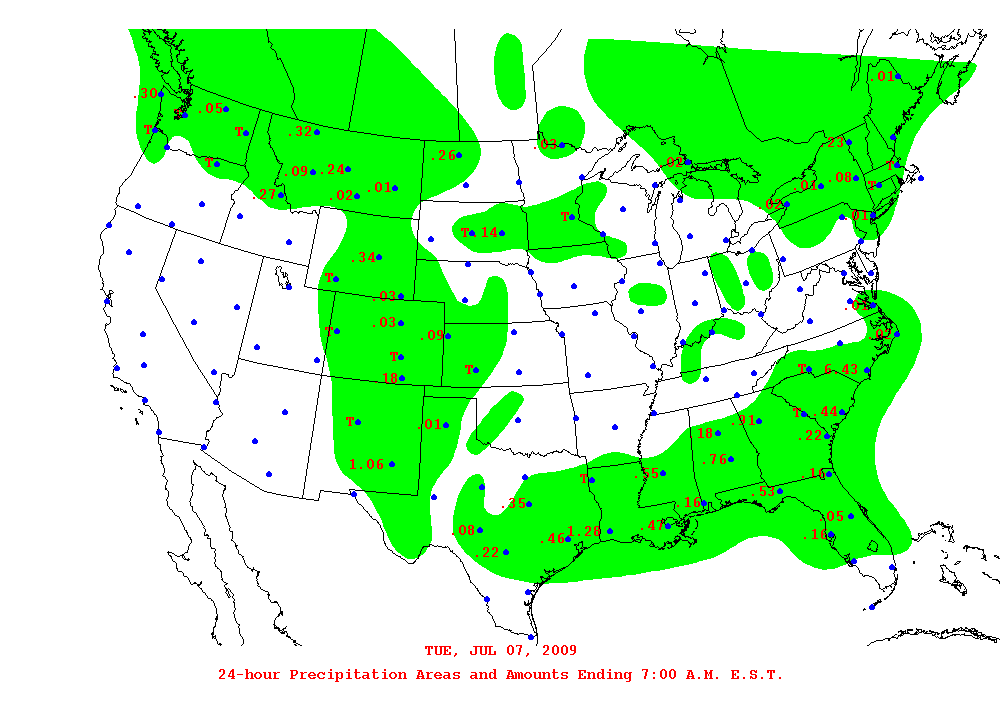 .01
.30
.05
T T .32
.03 .23
.26
T .02 T
.09 .24
.08
.02 .01 .01 T
.27
.02
T .01
T .14
.34
T
.03 .01
.03
T .09 .02
T
T T 6.43
.18
T .44
T .01 .91
.18 .22
1.06 .76
.55
T .53
.35 .16
.05
.08 1.28 .47
.46 .16
.22
TUE, JUL 07, 2009
24-hour Precipitation Areas and Amounts Ending 7:00 A.M. E.S.T.